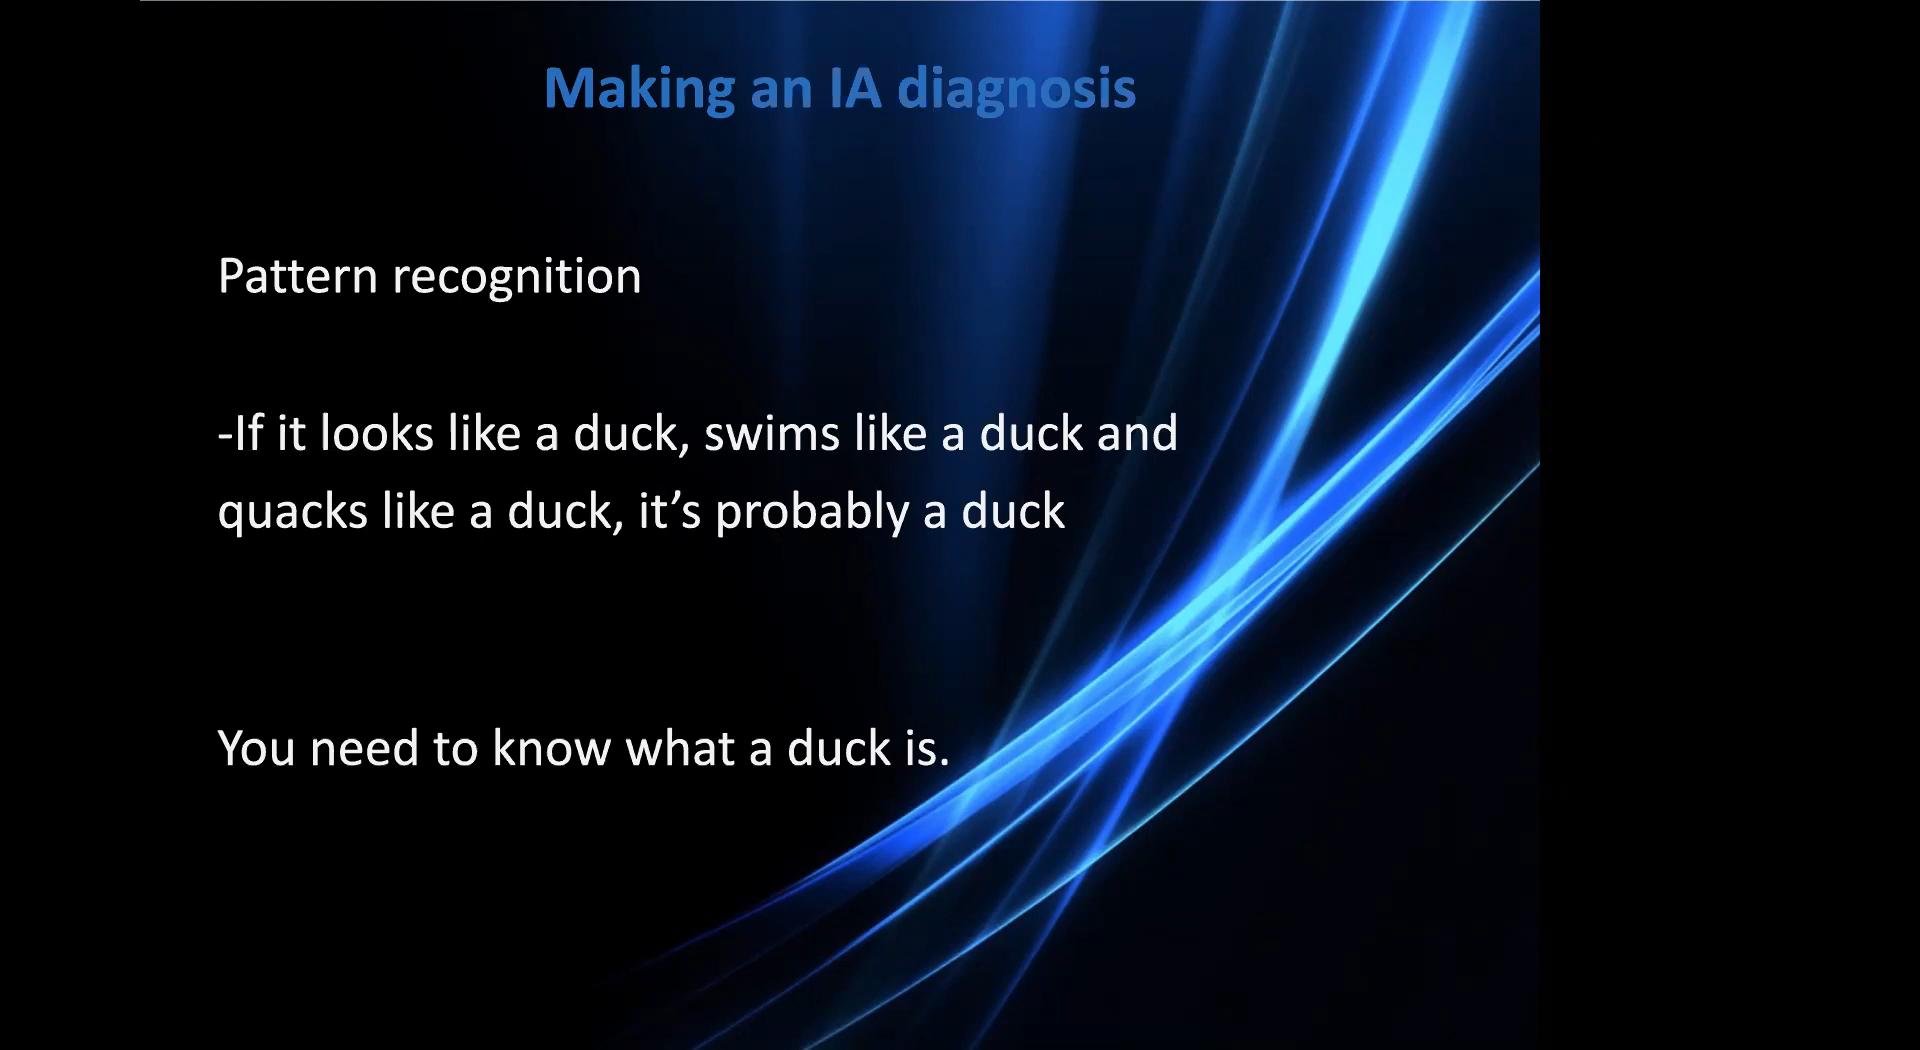 Making an IA diagnosis
Pattern recognition
-If it looks like a duck, swims like a duck and
quacks like a duck, it’s probably a duck
You need to know what a duck is.